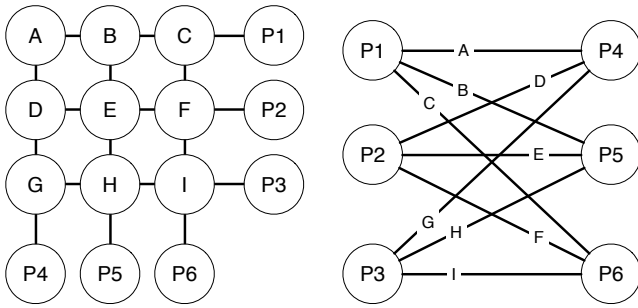 A B C P1
D E F P2
G H I P3
P4 P5 P6
P1 A P4
B
C
D
P2 E P5
G
H
F
P3 I P6